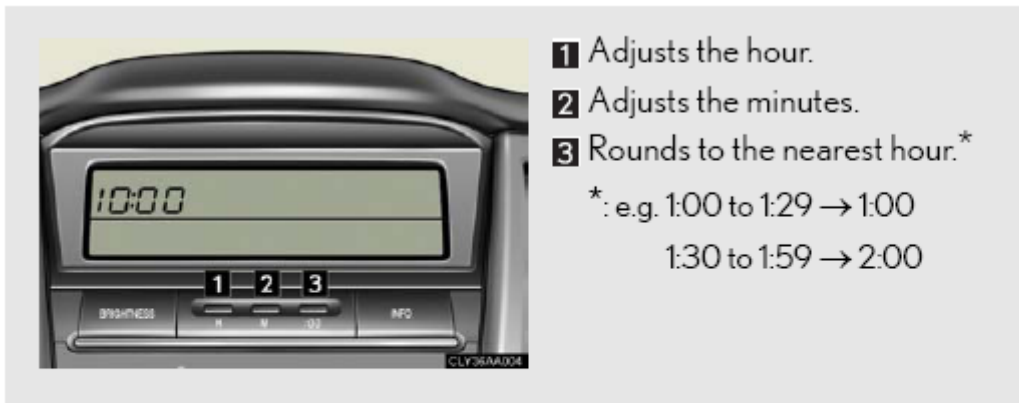 1 Adjusts the hour.
2 Adjusts the minutes.
3 Rounds to the nearest hour.*
*: e.g. 1:00 to 1:29 → 1:00
1:30 to 1:59 → 2:00
10:00
1 2 3
BRIGHTNESS H M :00 INFO
CLY36AA004